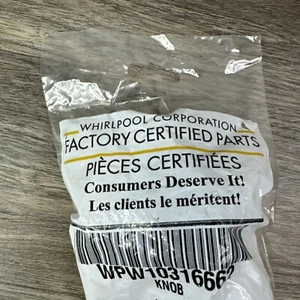 WHIRLPOOL CORPORATION
FACTORY CERTIFIED PARTS
PIÈCES CERTIFIÉES
Consumers Deserve It!
Les clients le méritent!
KNOB